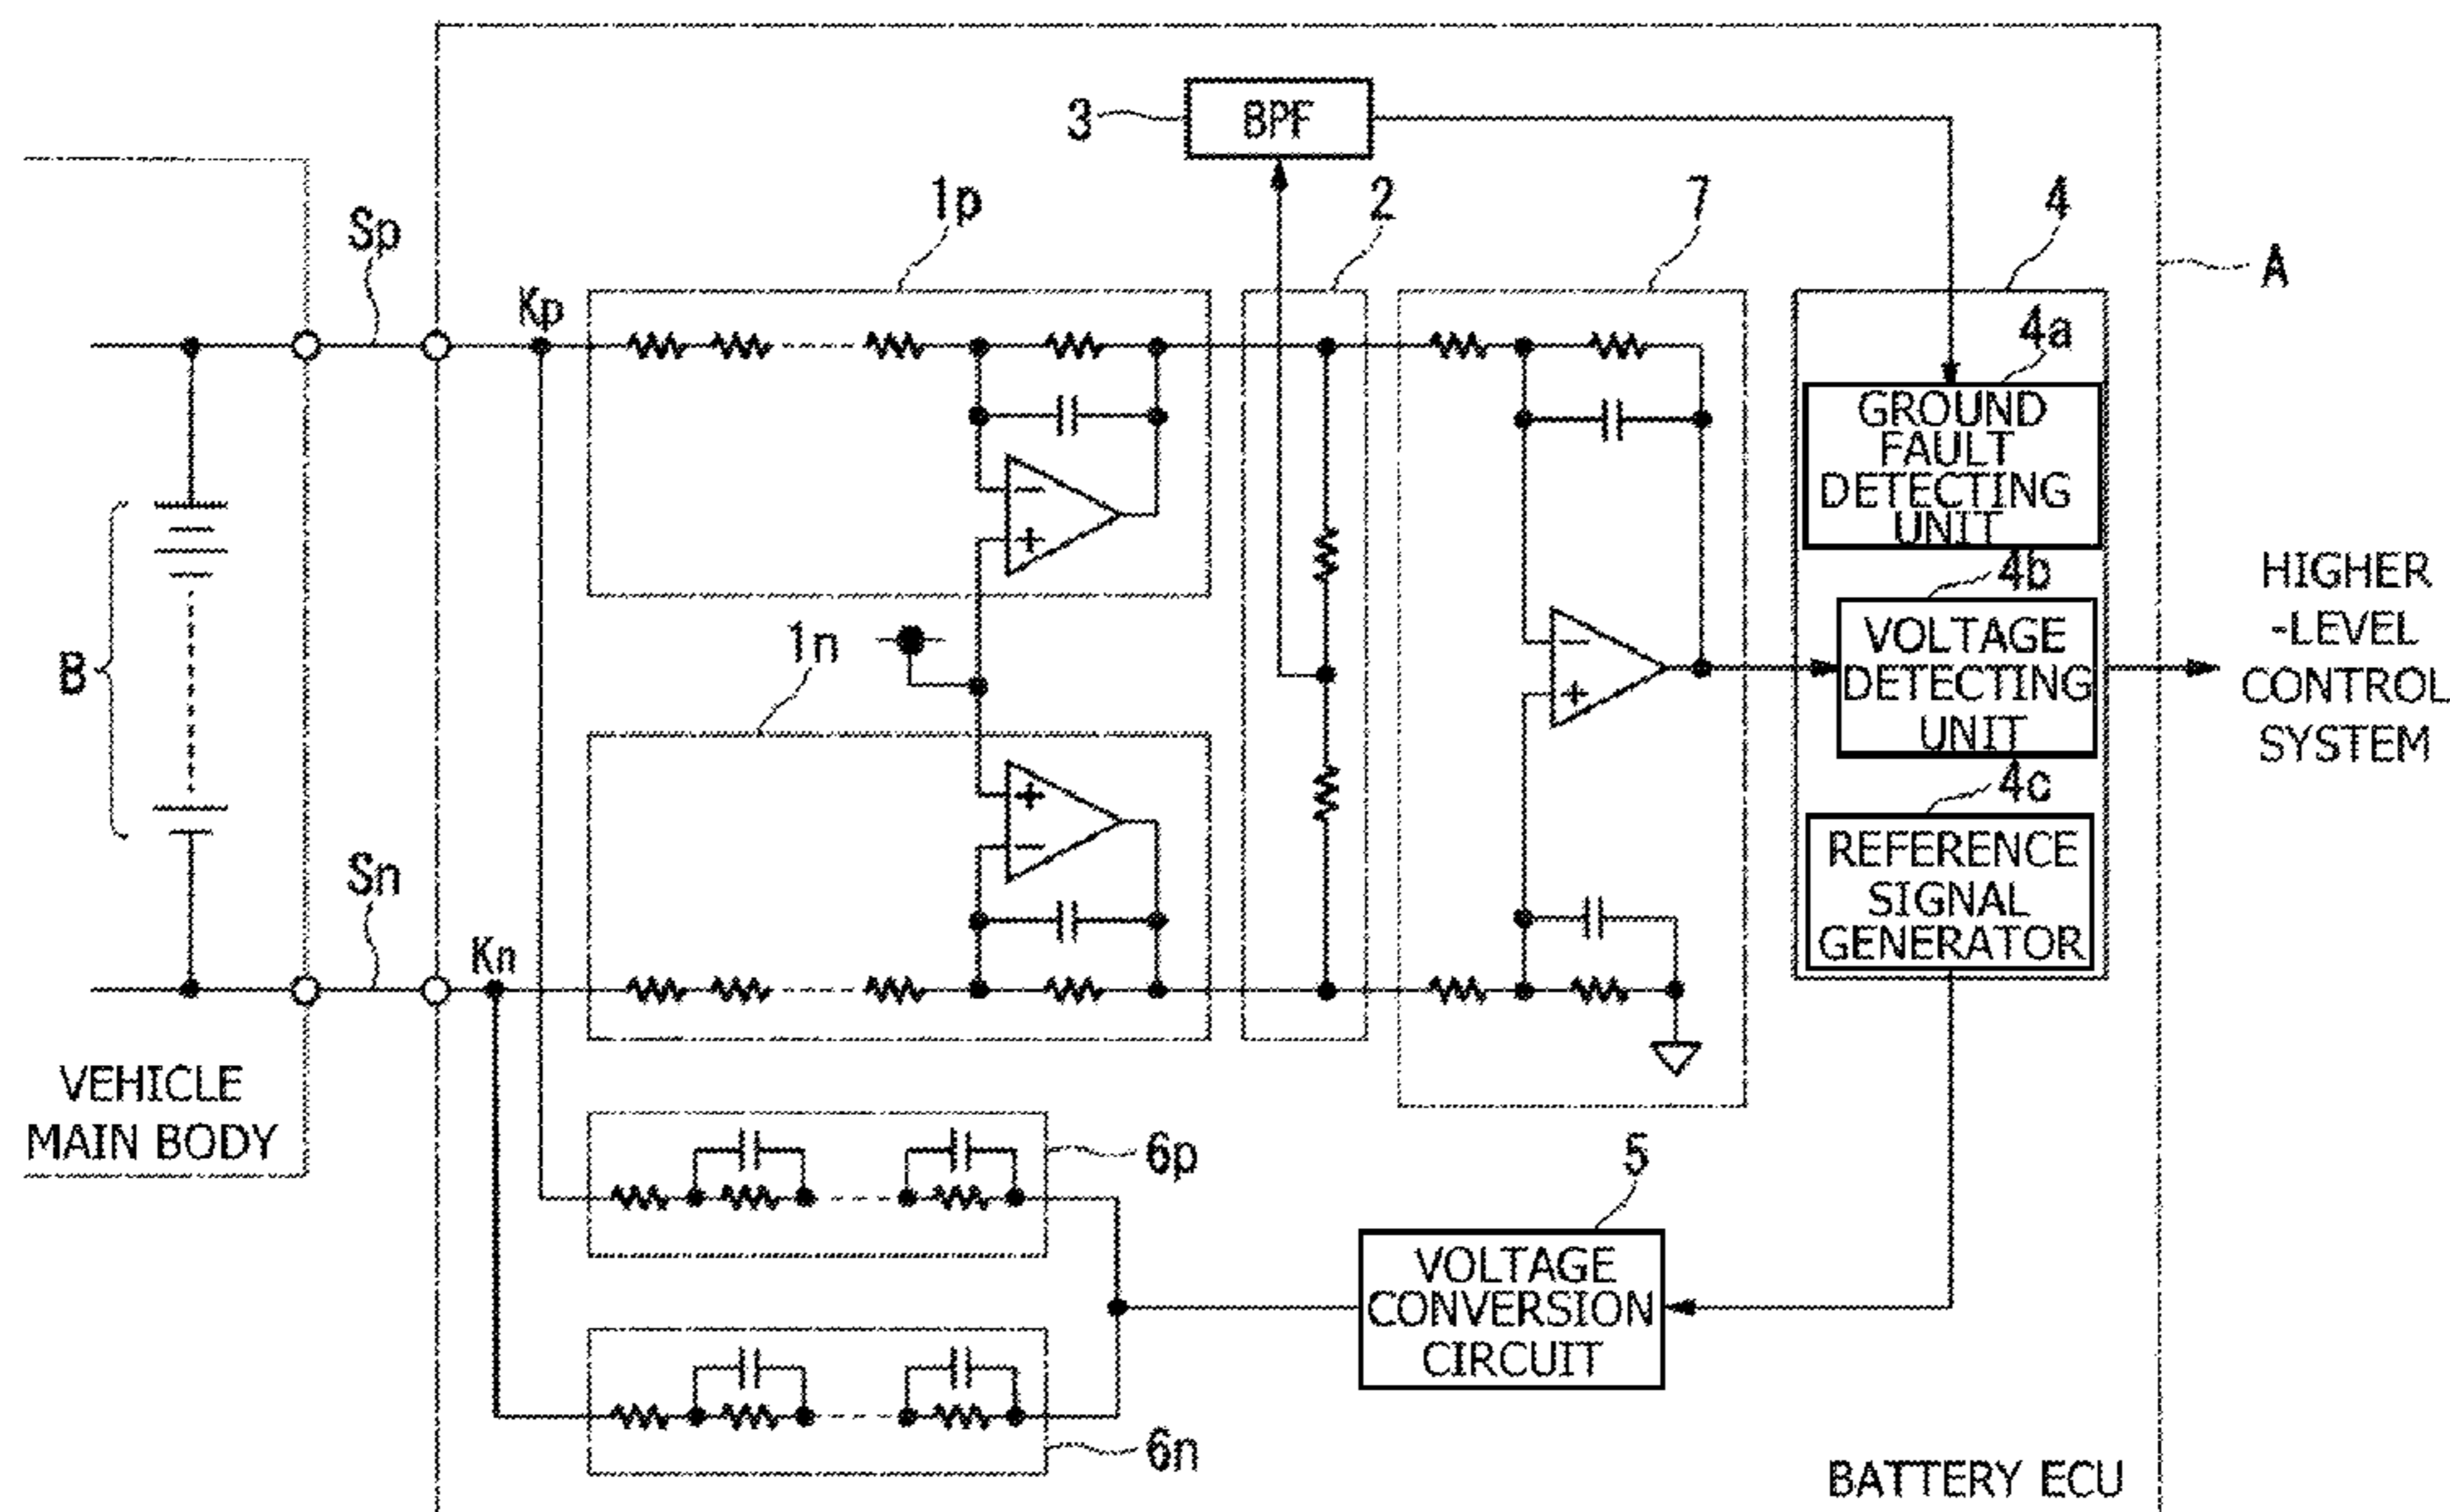 3
BPF
1p
2
7
4
A
Sp
Kp
4a
GROUND
FAULT
DETECTING
UNIT
4b
1n
B
VOLTAGE
DETECTING
UNIT
HIGHER
-LEVEL
CONTROL
SYSTEM
4c
REFERENCE
SIGNAL
GENERATOR
Sn
Kn
VEHICLE
MAIN BODY
6p
5
VOLTAGE
CONVERSION
CIRCUIT
6n
BATTERY ECU